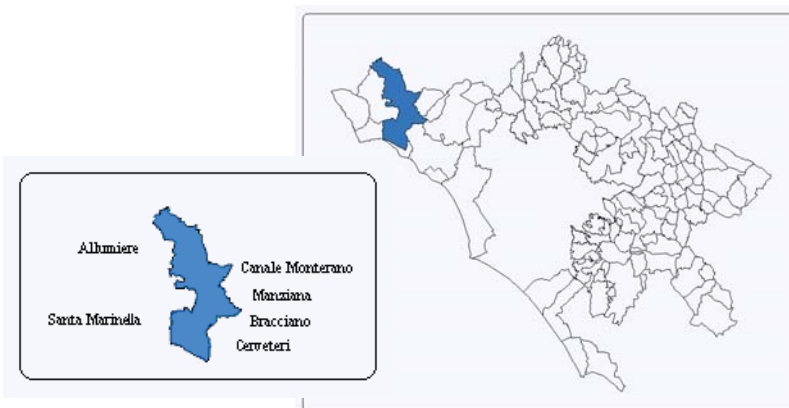 Allumiere
Canale Monterano
Manziana
Santa Marinella
Bracciano
Cerveteri